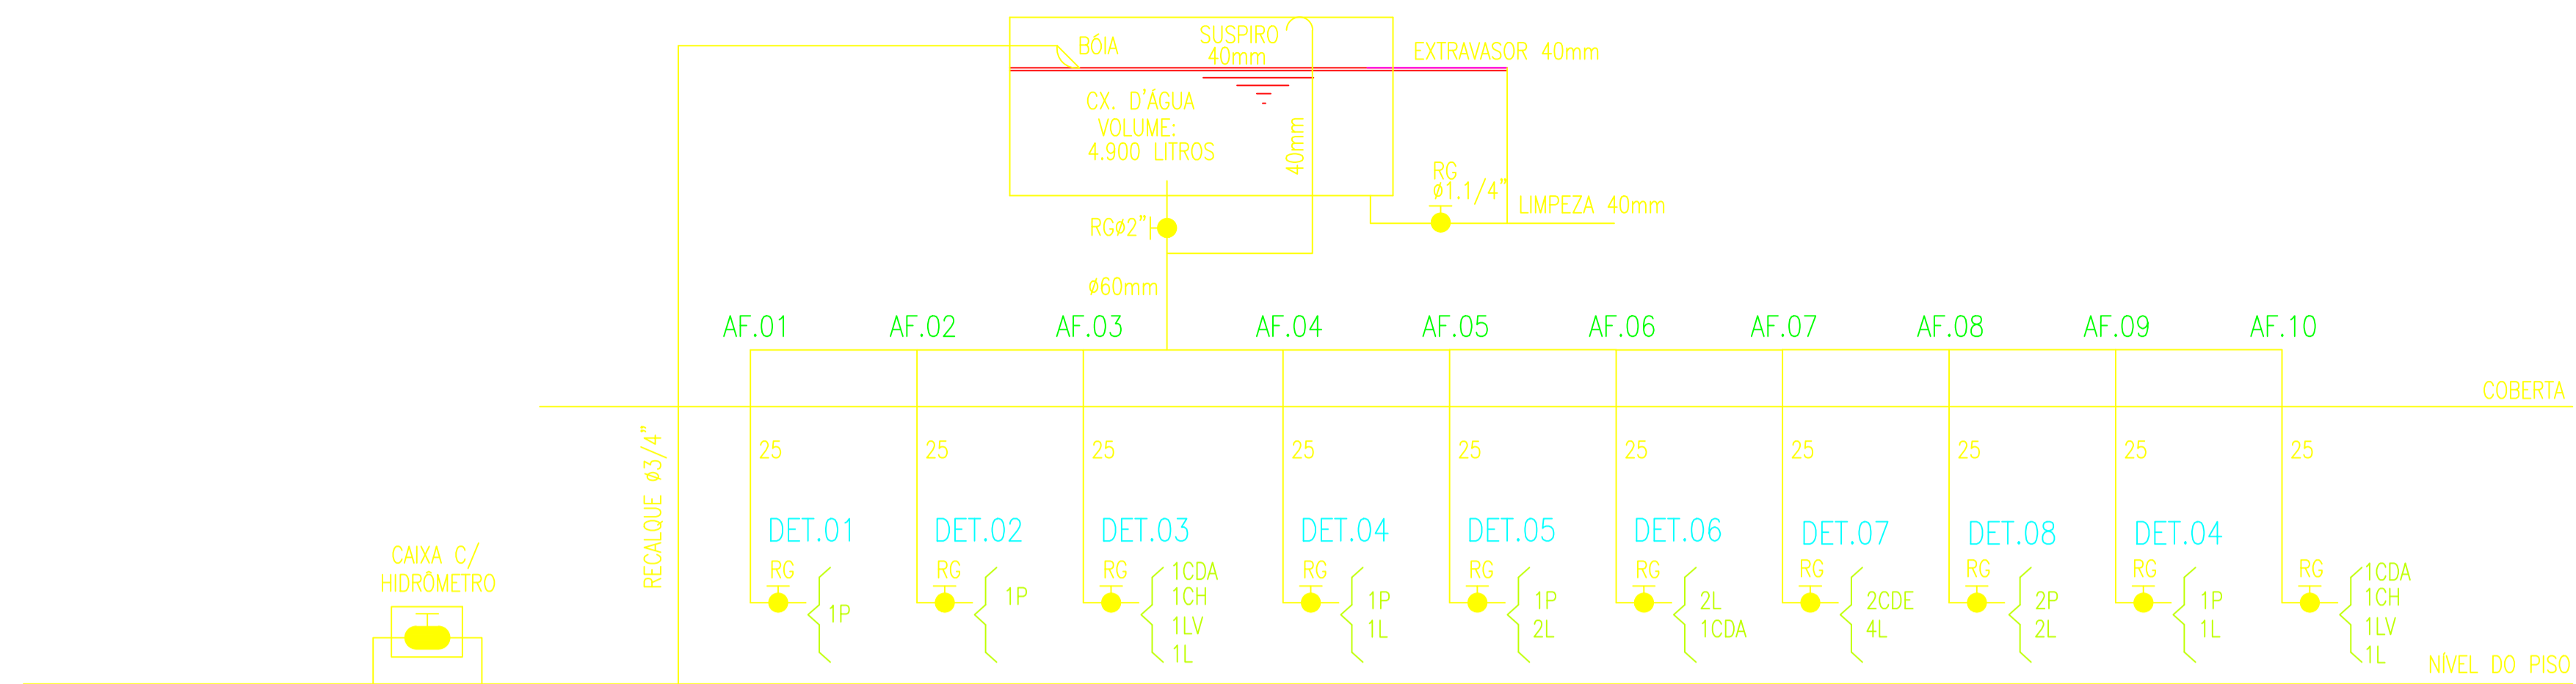 SUSPIRO
40mm
BÓIA
EXTRAVASOR 40mm
CX. D'ÁGUA
VOLUME:
4.900 LITROS
40mm
RG
ø1.1/4"
LIMPEZA 40mm
RGø2"
ø60mm
AF.01
AF.02
AF.03
AF.04
AF.05
AF.06
AF.07
AF.08
AF.09
AF.10
COBERTA
RECALQUE ø3/4"
25
25
25
25
25
25
25
25
25
25
DET.01
DET.02
DET.03
DET.04
DET.05
DET.06
DET.07
DET.08
DET.04
CAIXA C/
HIDRÔMETRO
RG
1P
RG
1P
RG
1CDA
1CH
1LV
1L
RG
1P
1L
RG
1P
2L
RG
2L
1CDA
RG
2CDE
4L
RG
2P
2L
RG
1P
1L
RG
1CDA
1CH
1LV
1L
NÍVEL DO PISO